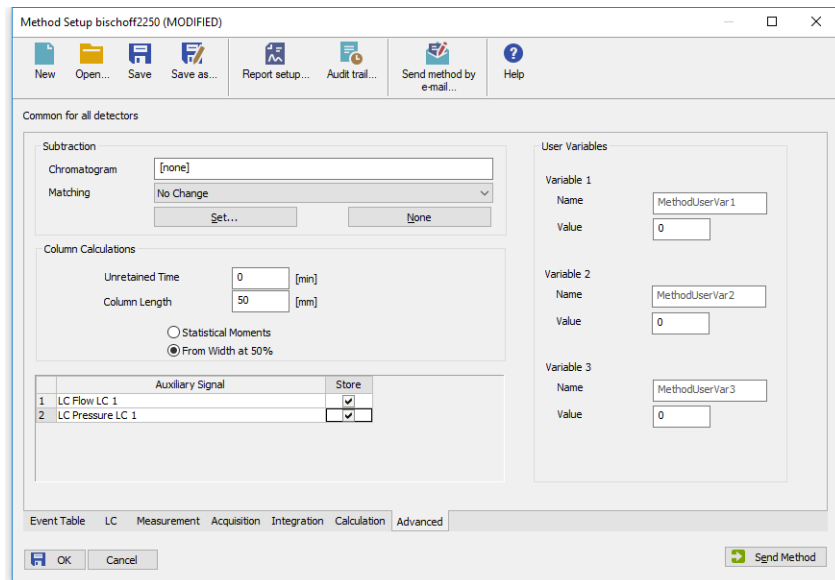 Method Setup bischoff2250 (MODIFIED)
New Open... Save Save as... Report setup... Audit trail... Send method by e-mail... Help
Common for all detectors
Subtraction
Chromatogram [none]
Matching No Change
Set... None
Column Calculations
Unretained Time 0 [min]
Column Length 50 [mm]
Statistical Moments
From Width at 50%
Auxiliary Signal Store
1 LC Flow LC 1
2 LC Pressure LC 1
User Variables
Variable 1
Name MethodUserVar1
Value 0
Variable 2
Name MethodUserVar2
Value 0
Variable 3
Name MethodUserVar3
Value 0
Event Table LC Measurement Acquisition Integration Calculation Advanced
OK Cancel Send Method